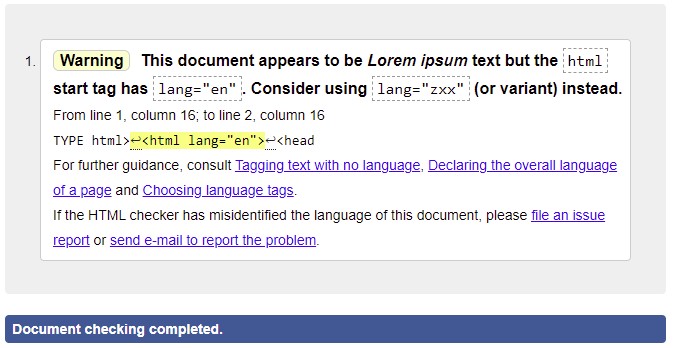 1. Warning This document appears to be Lorem ipsum text but the html
start tag has lang="en". Consider using lang="zxx" (or variant) instead.
From line 1, column 16; to line 2, column 16
TYPE html>↩<html lang="en">↩<head
For further guidance, consult Tagging text with no language, Declaring the overall language
of a page and Choosing language tags.
If the HTML checker has misidentified the language of this document, please file an issue
report or send e-mail to report the problem.
Document checking completed.